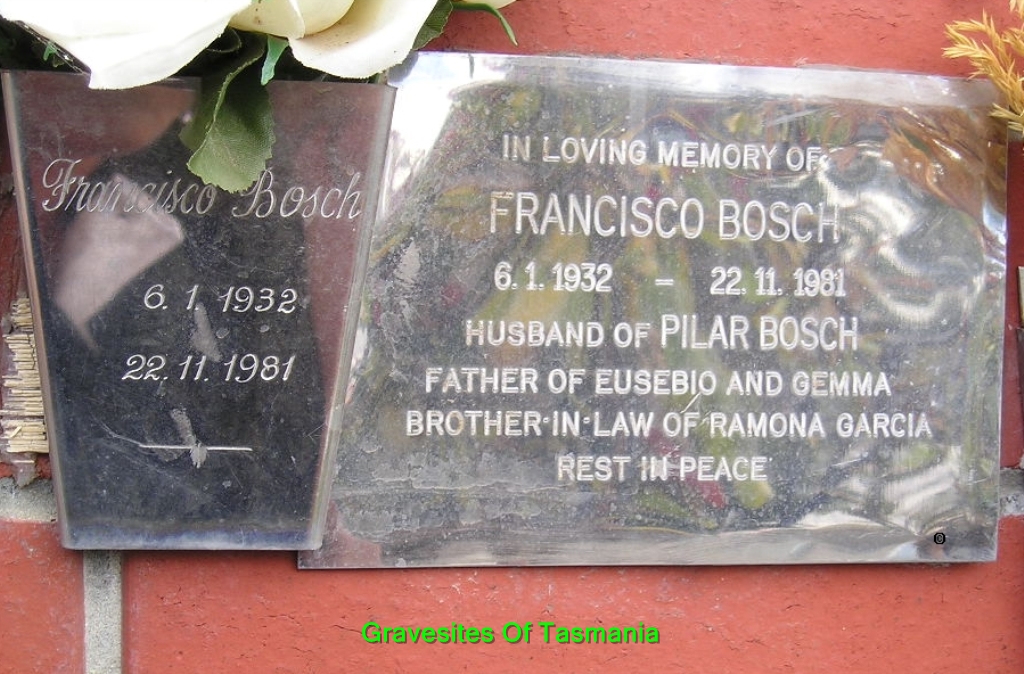 Francisco Bosch
6.1.1932
22.11.1981
IN LOVING MEMORY OF
FRANCISCO BOSCH
6.1.1932 - 22.11.1981
HUSBAND OF PILAR BOSCH
FATHER OF EUSEBIO AND GEMMA
BROTHER-IN-LAW OF RAMONA GARCIA
REST IN PEACE
©
Gravesites Of Tasmania